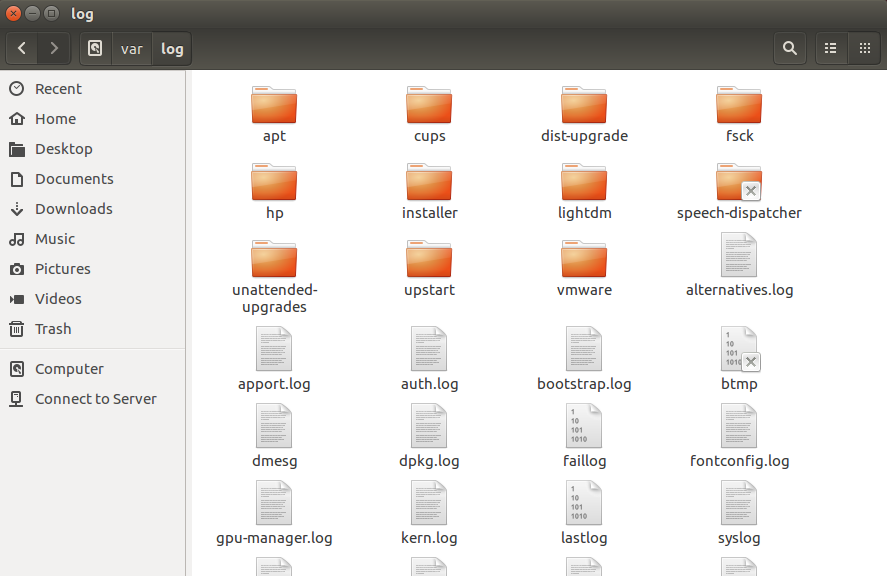 log
var
log
Recent
Home
Desktop
Documents
Downloads
Music
Pictures
Videos
Trash
Computer
Connect to Server
apt
cups
dist-upgrade
fsck
hp
installer
lightdm
speech-dispatcher
unattended-
upgrades
upstart
vmware
alternatives.log
apport.log
auth.log
bootstrap.log
1
10
101
1010
btmp
dmesg
dpkg.log
1
10
101
1010
faillog
fontconfig.log
gpu-manager.log
kern.log
1
10
101
1010
lastlog
syslog